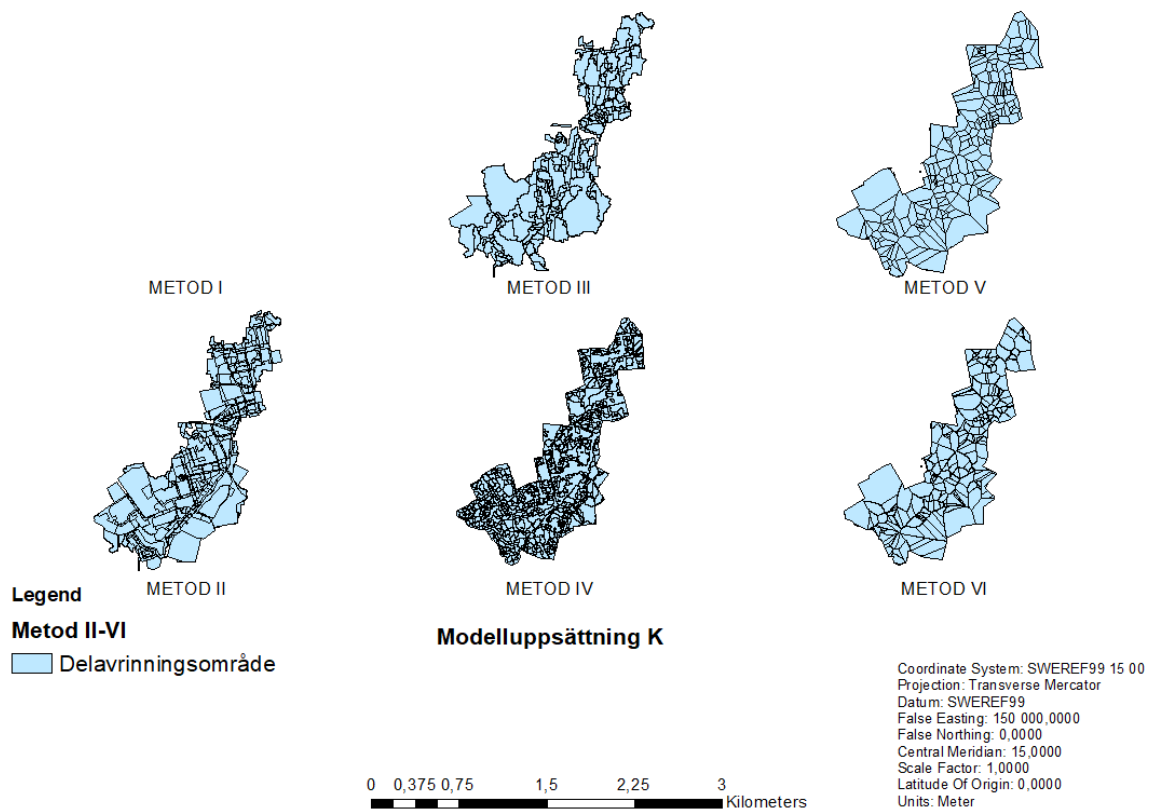 METOD I
METOD III
METOD V
METOD II
METOD IV
METOD VI
Legend
Metod II-VI
Delavrinningsområde
Modelluppsättning K
Coordinate System: SWEREF99 15 00
Projection: Transverse Mercator
Datum: SWEREF99
False Easting: 150 000,0000
False Northing: 0,0000
Central Meridian: 15,0000
Scale Factor: 1,0000
Latitude Of Origin: 0,0000
Units: Meter
0 0,375 0,75 1,5 2,25 3
Kilometers